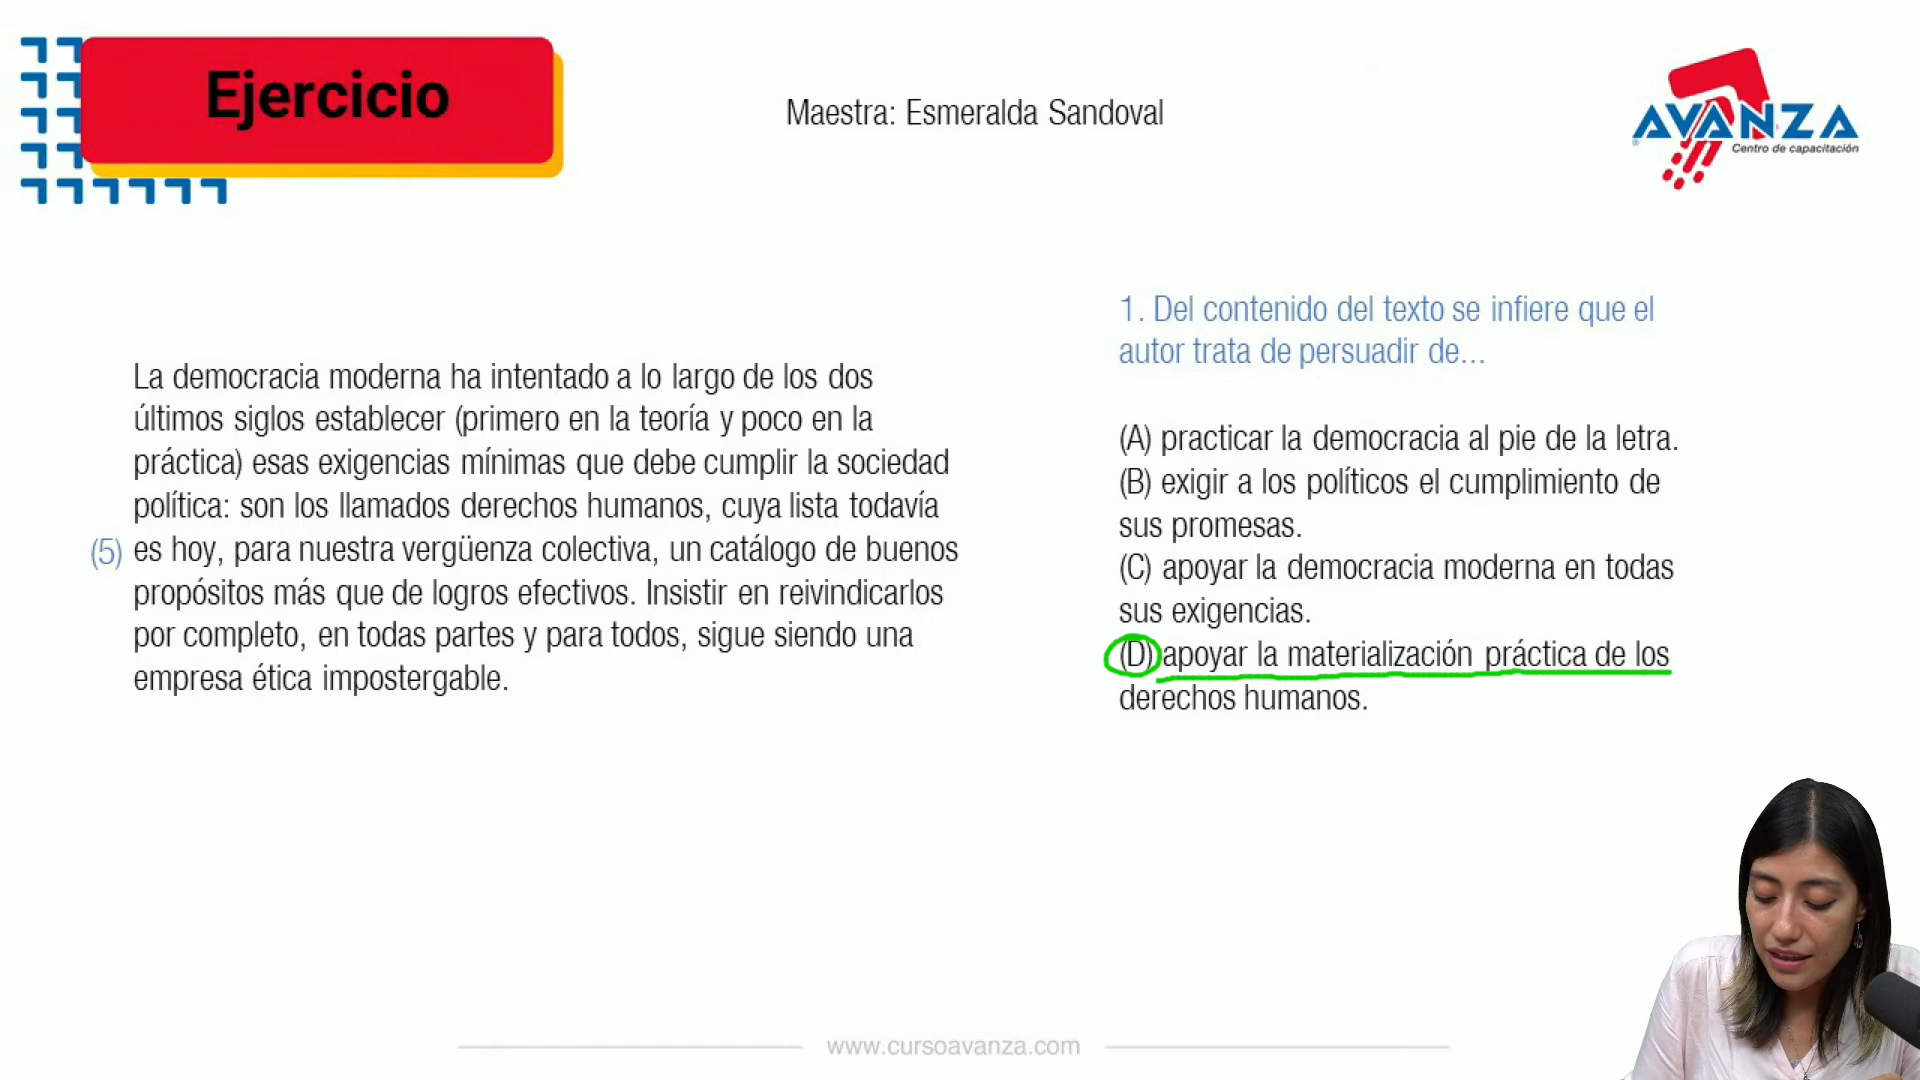 Ejercicio
Maestra: Esmeralda Sandoval
AVANZA
Centro de capacitación
La democracia moderna ha intentado a lo largo de los dos
últimos siglos establecer (primero en la teoría y poco en la
práctica) esas exigencias mínimas que debe cumplir la sociedad
política: son los llamados derechos humanos, cuya lista todavía
(5) es hoy, para nuestra vergüenza colectiva, un catálogo de buenos
propósitos más que de logros efectivos. Insistir en reivindicarlos
por completo, en todas partes y para todos, sigue siendo una
empresa ética impostergable.
1. Del contenido del texto se infiere que el
autor trata de persuadir de...
(A) practicar la democracia al pie de la letra.
(B) exigir a los políticos el cumplimiento de
sus promesas.
(C) apoyar la democracia moderna en todas
sus exigencias.
(D) apoyar la materialización práctica de los
derechos humanos.
www.cursoavanza.com